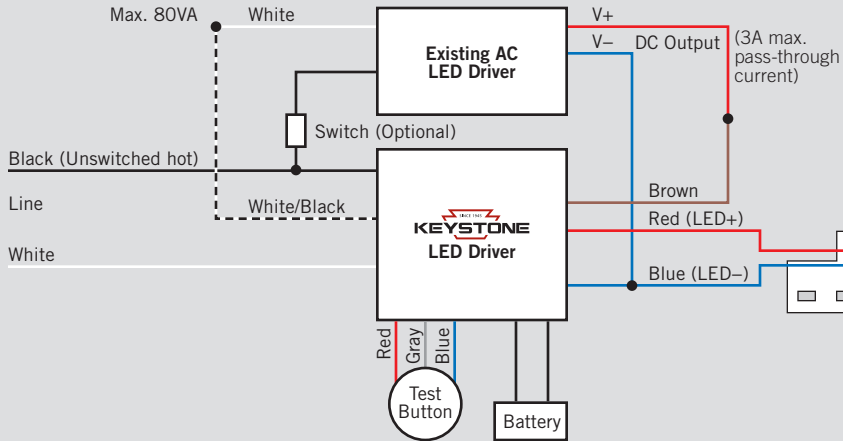 Max. 80VA
White
V+
V–
DC Output
(3A max.
pass-through
current)
Existing AC
LED Driver
Switch (Optional)
Black (Unswitched hot)
Line
White/Black
White
Brown
Red (LED+)
Blue (LED–)
SINCE 1945
KEYSTONE
LED Driver
Red
Gray
Blue
Test
Button
Battery